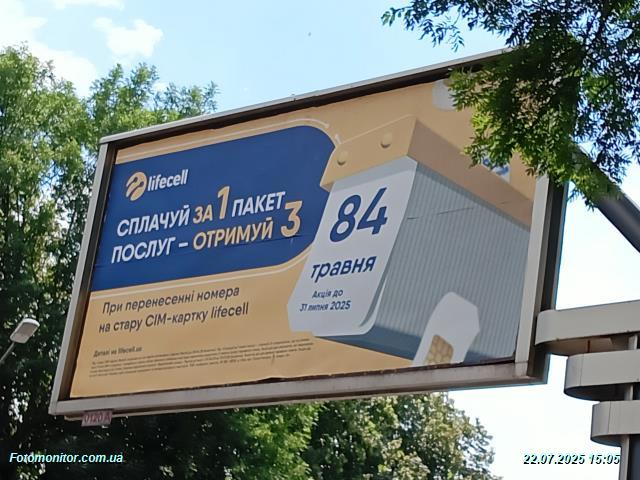 lifecell
СПЛАЧУЙ ЗА 1 ПАКЕТ
ПОСЛУГ – ОТРИМУЙ 3
84
травня
Акція до
31 липня 2025
При перенесенні номера
на стару СІМ-картку lifecell
Деталі на lifecell.ua
0120 A
Fotomonitor.com.ua
22.07.2025 15:05